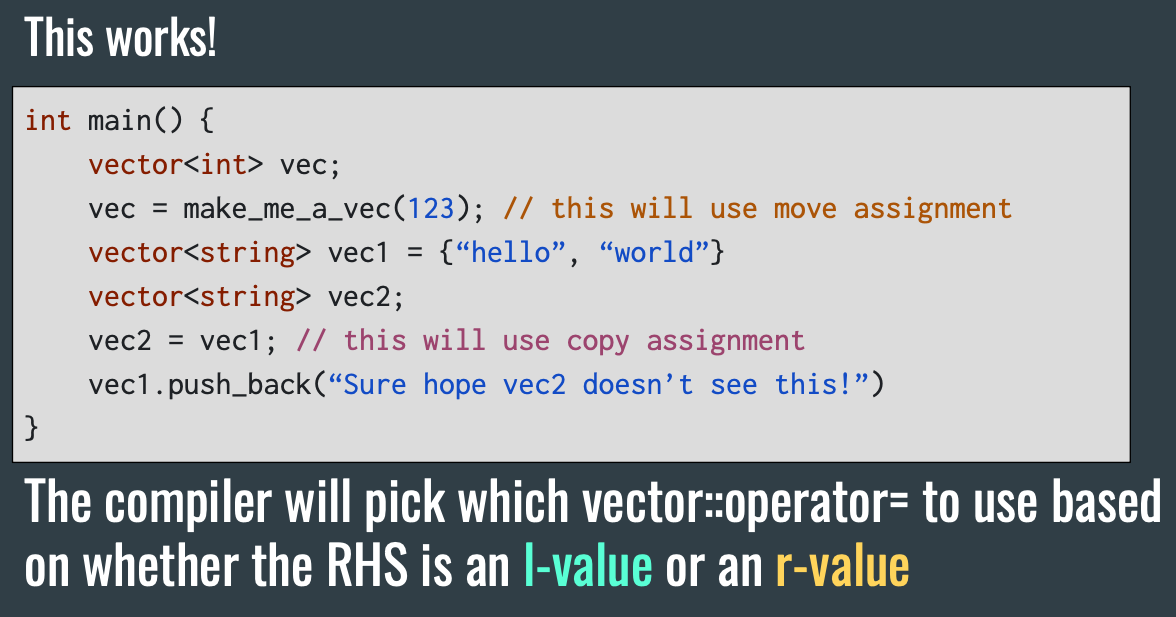 This works!
int main() {
    vector<int> vec;
    vec = make_me_a_vec(123); // this will use move assignment
    vector<string> vec1 = {“hello”, “world”}
    vector<string> vec2;
    vec2 = vec1; // this will use copy assignment
    vec1.push_back(“Sure hope vec2 doesn’t see this!”)
}
The compiler will pick which vector::operator= to use based
on whether the RHS is an l-value or an r-value